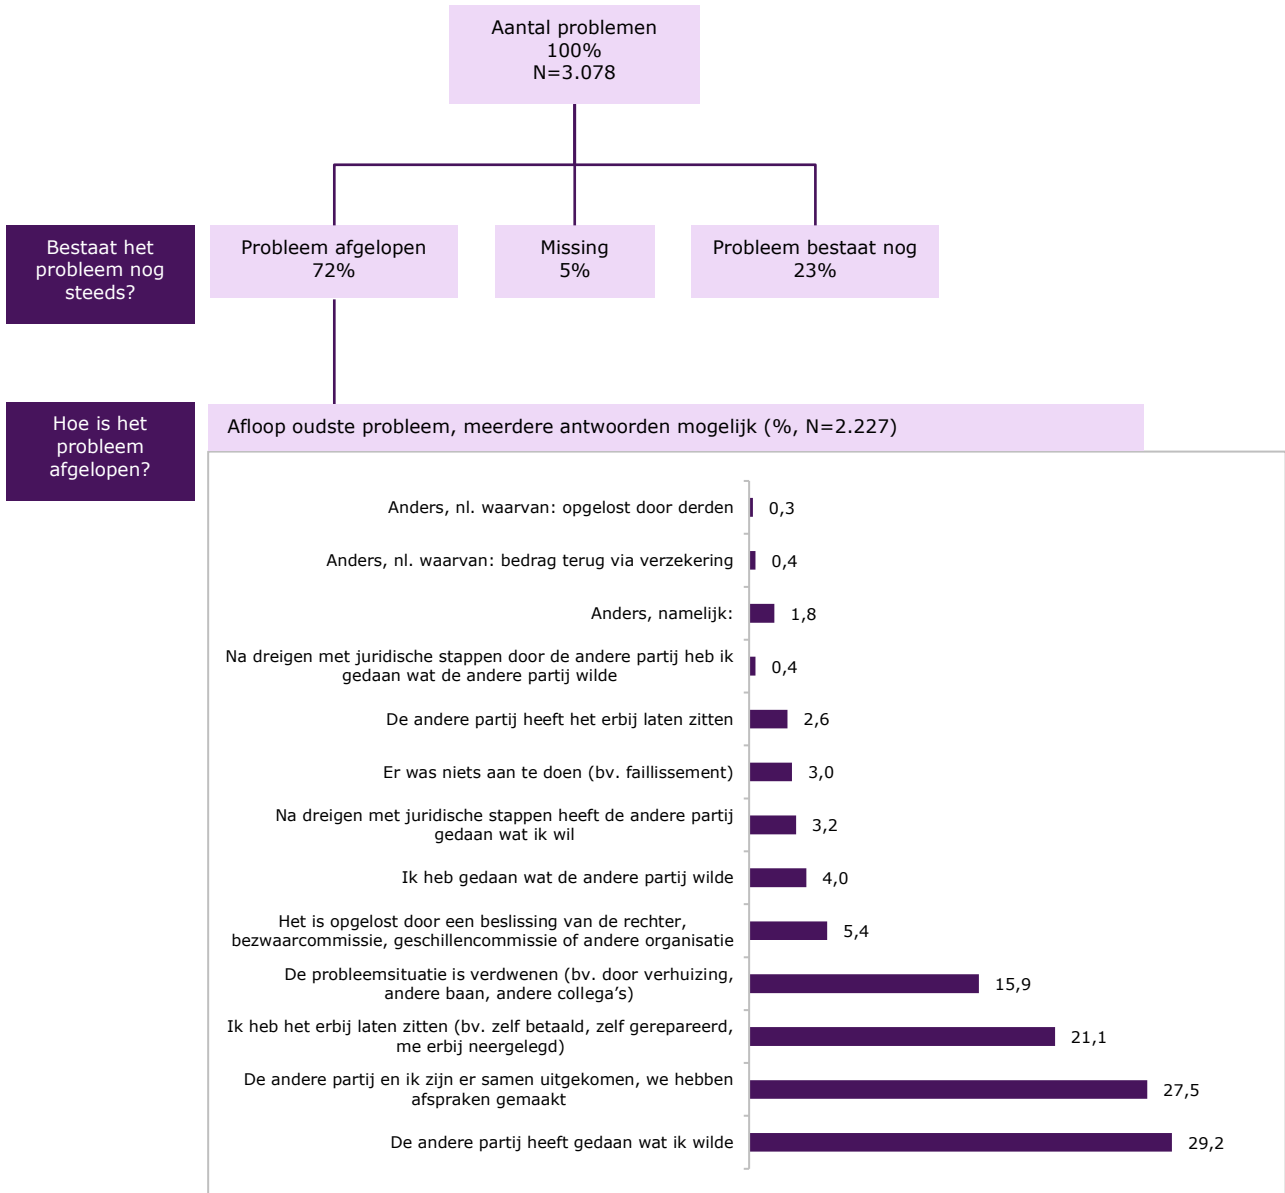 Aantal problemen
100%
N=3.078
Bestaat het
probleem nog
steeds?
Probleem afgelopen
72%
Missing
5%
Probleem bestaat nog
23%
Hoe is het
probleem
afgelopen?
Afloop oudste probleem, meerdere antwoorden mogelijk (%, N=2.227)
Anders, nl. waarvan: opgelost door derden
0,3
Anders, nl. waarvan: bedrag terug via verzekering
0,4
Anders, namelijk:
1,8
Na dreigen met juridische stappen door de andere partij heb ik
gedaan wat de andere partij wilde
0,4
De andere partij heeft het erbij laten zitten
2,6
Er was niets aan te doen (bv. faillissement)
3,0
Na dreigen met juridische stappen heeft de andere partij
gedaan wat ik wil
3,2
Ik heb gedaan wat de andere partij wilde
4,0
Het is opgelost door een beslissing van de rechter,
bezwaarcommissie, geschillencommissie of andere organisatie
5,4
De probleemsituatie is verdwenen (bv. door verhuizing,
andere baan, andere collega's)
15,9
Ik heb het erbij laten zitten (bv. zelf betaald, zelf gerepareerd,
me erbij neergelegd)
21,1
De andere partij en ik zijn er samen uitgekomen, we hebben
afspraken gemaakt
27,5
De andere partij heeft gedaan wat ik wilde
29,2